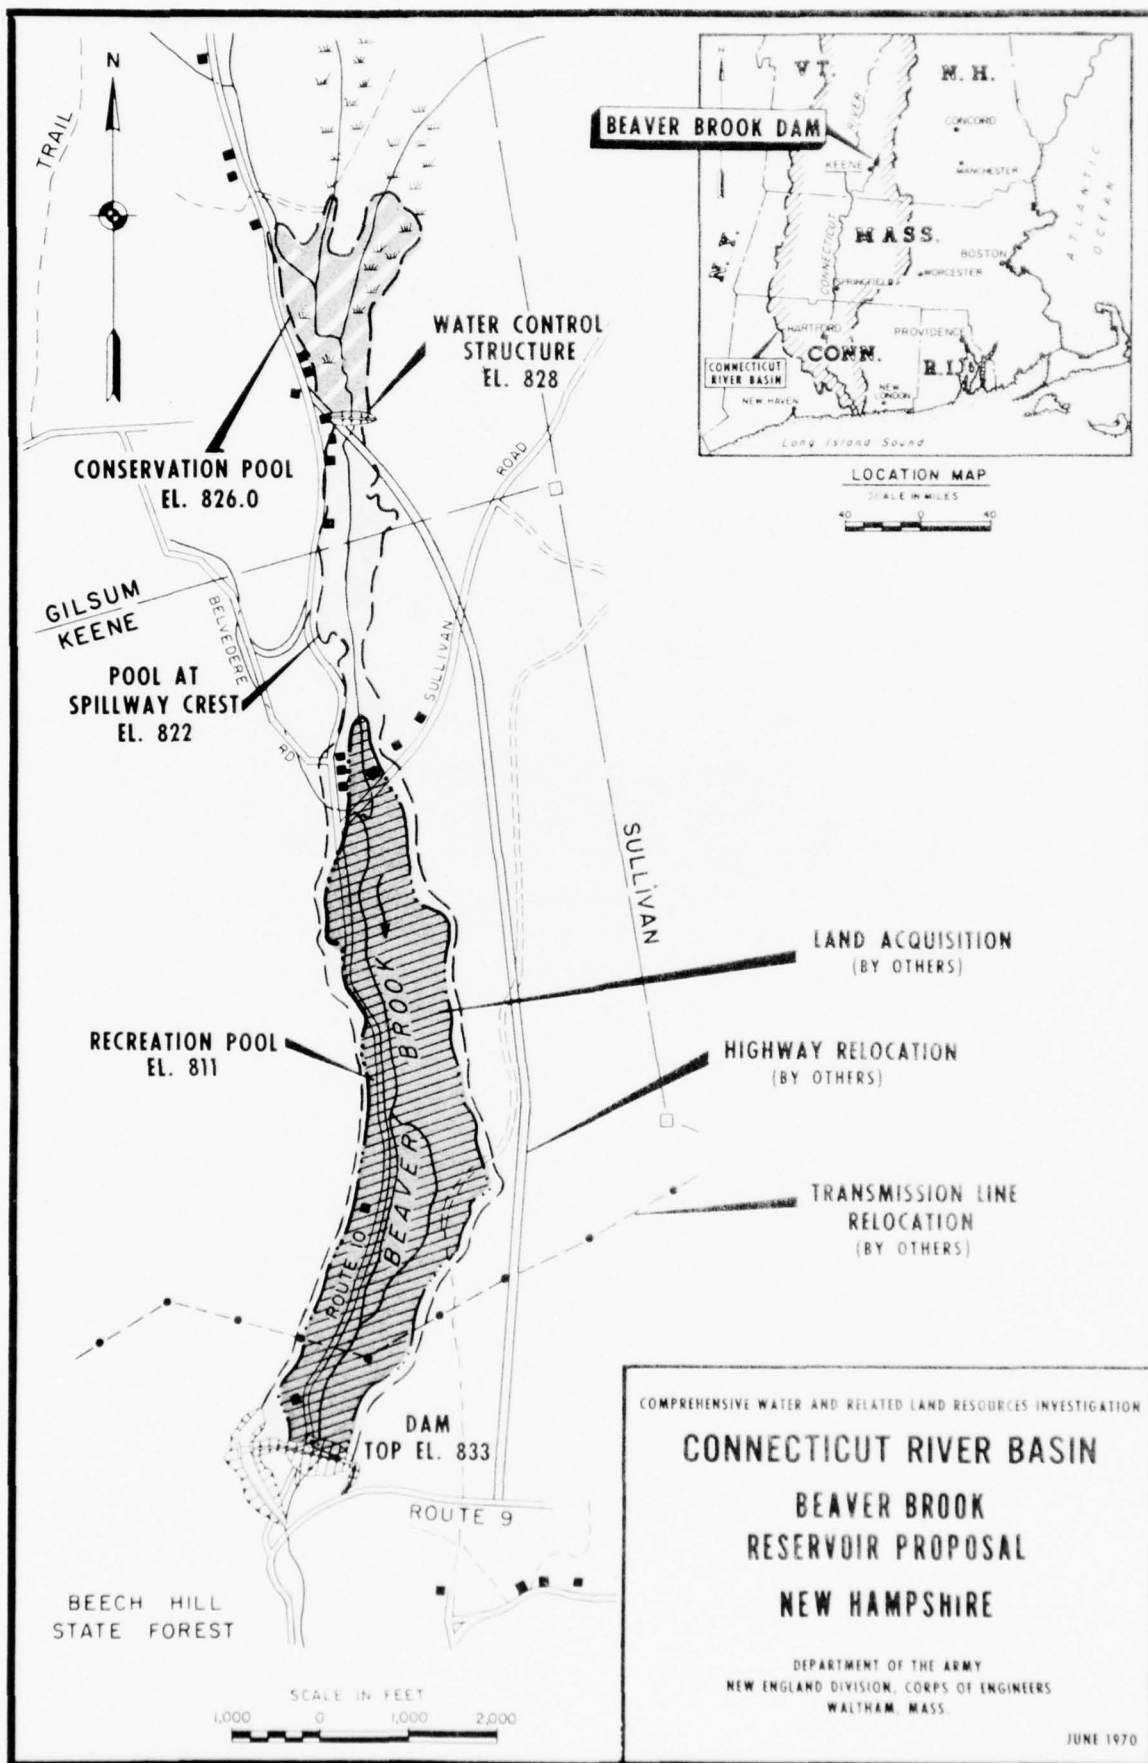 N
TRAIL
WATER CONTROL
STRUCTURE
EL. 828
CONSERVATION POOL
EL. 826.0
ROAD
GILSUM
KEENE
BELVEDERE
RD
SULLIVAN
POOL AT
SPILLWAY CREST
EL. 822
SULLIVAN
LAND ACQUISITION
(BY OTHERS)
RECREATION POOL
EL. 811
HIGHWAY RELOCATION
(BY OTHERS)
BEAVER BROOK
TRANSMISSION LINE
RELOCATION
(BY OTHERS)
ROUTE 10
DAM
TOP EL. 833
ROUTE 9
BEECH HILL
STATE FOREST
SCALE IN FEET
1,000 0 1,000 2,000
N
VT.
N.H.
RIVER
CONCORD
BEAVER BROOK DAM
KEENE
MANCHESTER
ATLANTIC
OCEAN
MASS.
BOSTON
CONNECTICUT
WORCESTER
SPRINGFIELD
HARTFORD
PROVIDENCE
CONN.
R.I.
CONNECTICUT
RIVER BASIN
NEW HAVEN
NEW
LONDON
Long Island Sound
LOCATION MAP
SCALE IN MILES
40 0 40
COMPREHENSIVE WATER AND RELATED LAND RESOURCES INVESTIGATION
CONNECTICUT RIVER BASIN
BEAVER BROOK
RESERVOIR PROPOSAL
NEW HAMPSHIRE
DEPARTMENT OF THE ARMY
NEW ENGLAND DIVISION, CORPS OF ENGINEERS
WALTHAM, MASS.
JUNE 1970